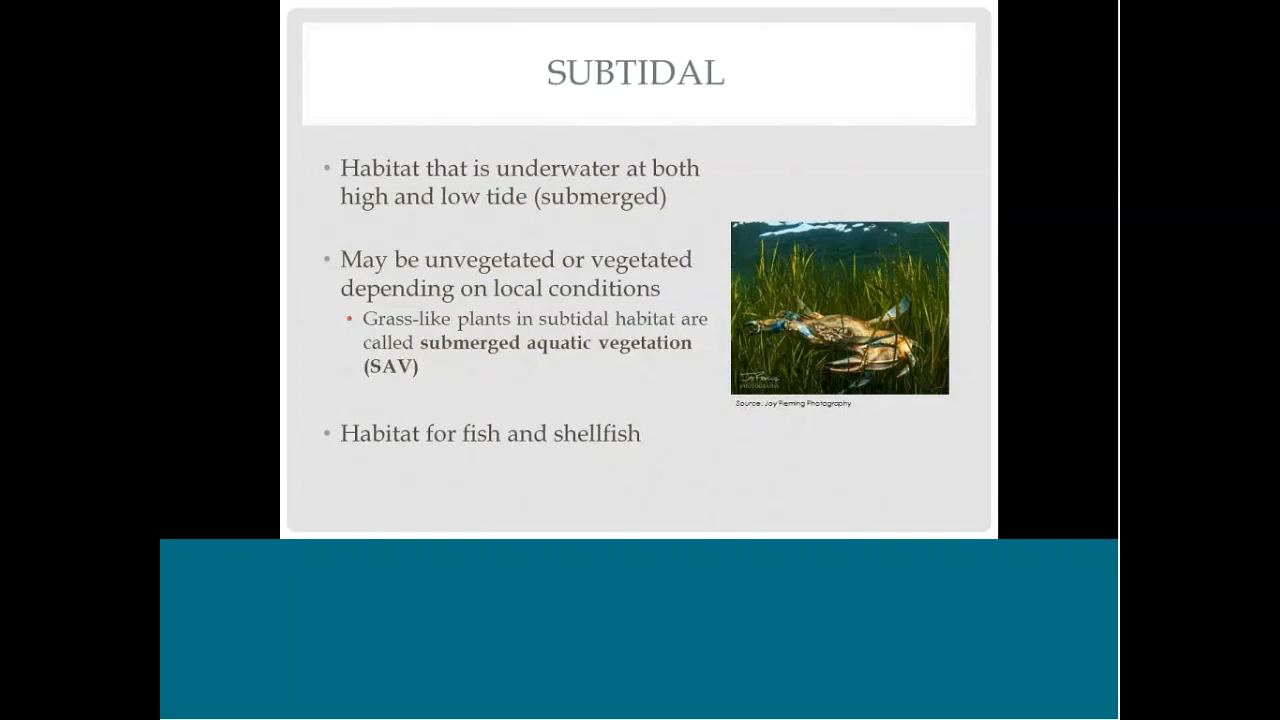 SUBTIDAL
• Habitat that is underwater at both
high and low tide (submerged)
• May be unvegetated or vegetated
depending on local conditions
• Grass-like plants in subtidal habitat are
called submerged aquatic vegetation
(SAV)
Source: Jay Fleming Photography
• Habitat for fish and shellfish